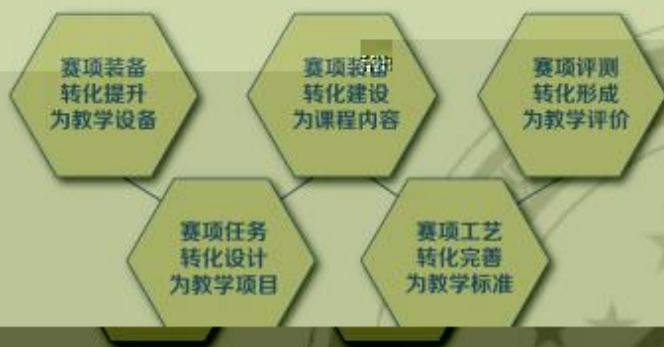 赛项装备
转化提升
为教学设备
赛项装
转化建设
为课程内容
赛项评测
转化形成
为教学评价
赛项任务
转化设计
为教学项目
赛项工艺
转化完善
为教学标准